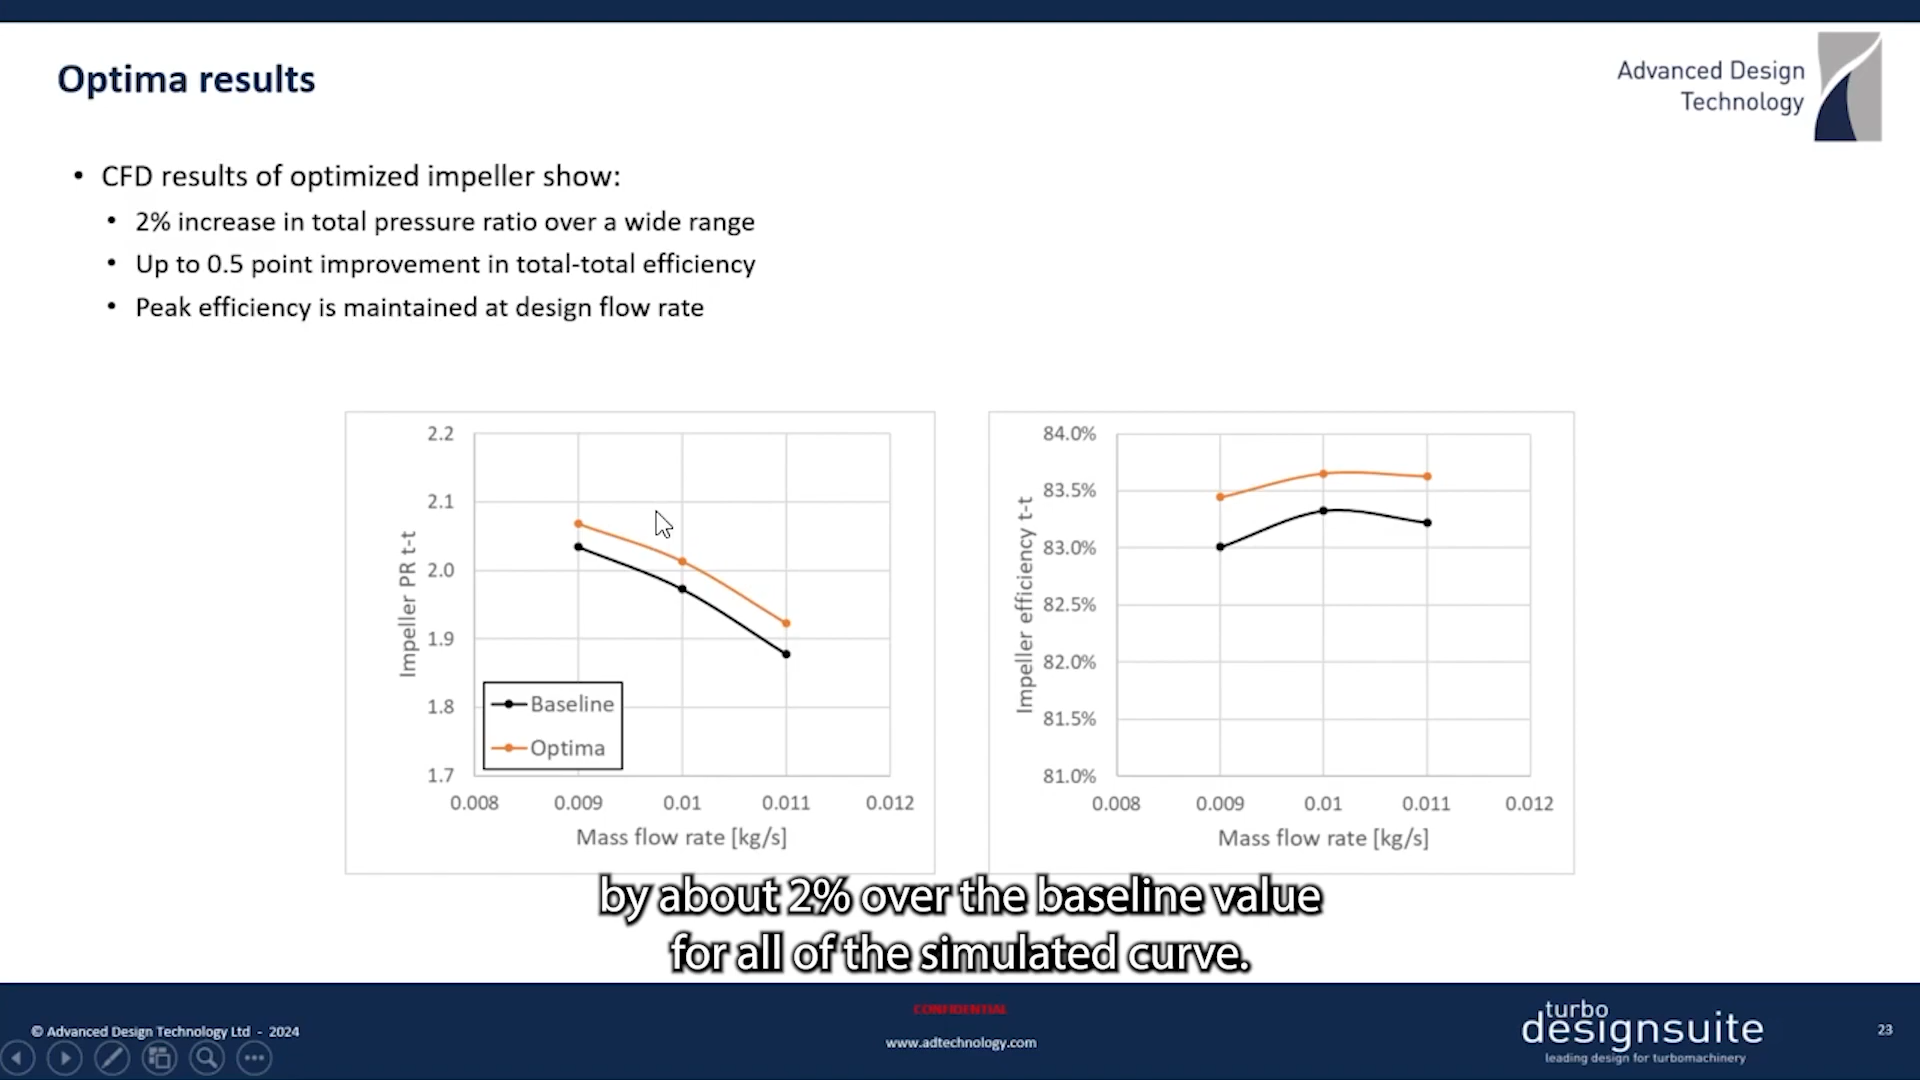 Optima results
Advanced Design
Technology
• CFD results of optimized impeller show:
• 2% increase in total pressure ratio over a wide range
• Up to 0.5 point improvement in total-total efficiency
• Peak efficiency is maintained at design flow rate
2.2
2.1
2.0
1.9
1.8
1.7
Impeller PR t-t
Baseline
Optima
0.008 0.009 0.01 0.011 0.012
Mass flow rate [kg/s]
84.0%
83.5%
83.0%
82.5%
82.0%
81.5%
81.0%
Impeller efficiency t-t
0.008 0.009 0.01 0.011 0.012
Mass flow rate [kg/s]
by about 2% over the baseline value
for all of the simulated curve.
CONFIDENTIAL
© Advanced Design Technology Ltd - 2024
www.adtechnology.com
turbo
designsuite
leading design for turbomachinery
23